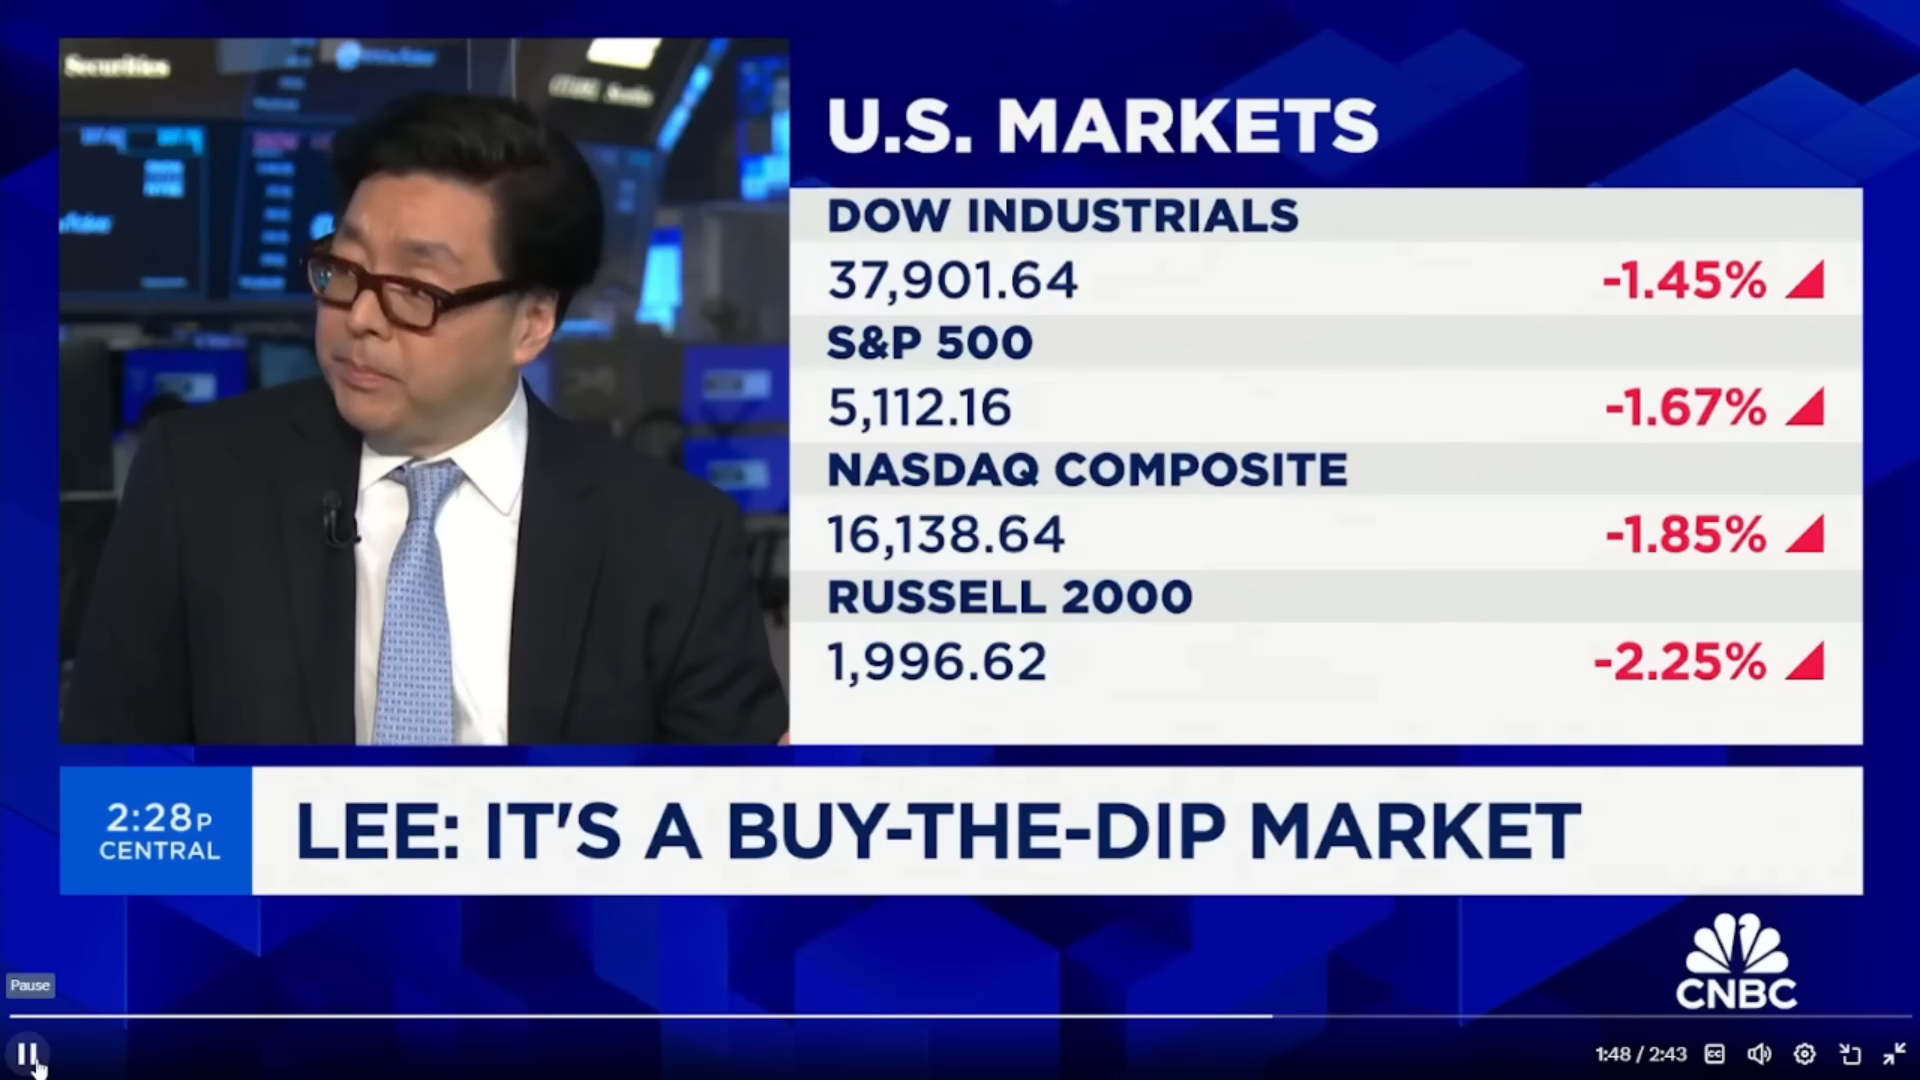 Securities
U.S. MARKETS
DOW INDUSTRIALS
37,901.64 -1.45%
S&P 500
5,112.16 -1.67%
NASDAQ COMPOSITE
16,138.64 -1.85%
RUSSELL 2000
1,996.62 -2.25%
2:28P
CENTRAL
LEE: IT'S A BUY-THE-DIP MARKET
CNBC
Pause
1:48 / 2:43
CC